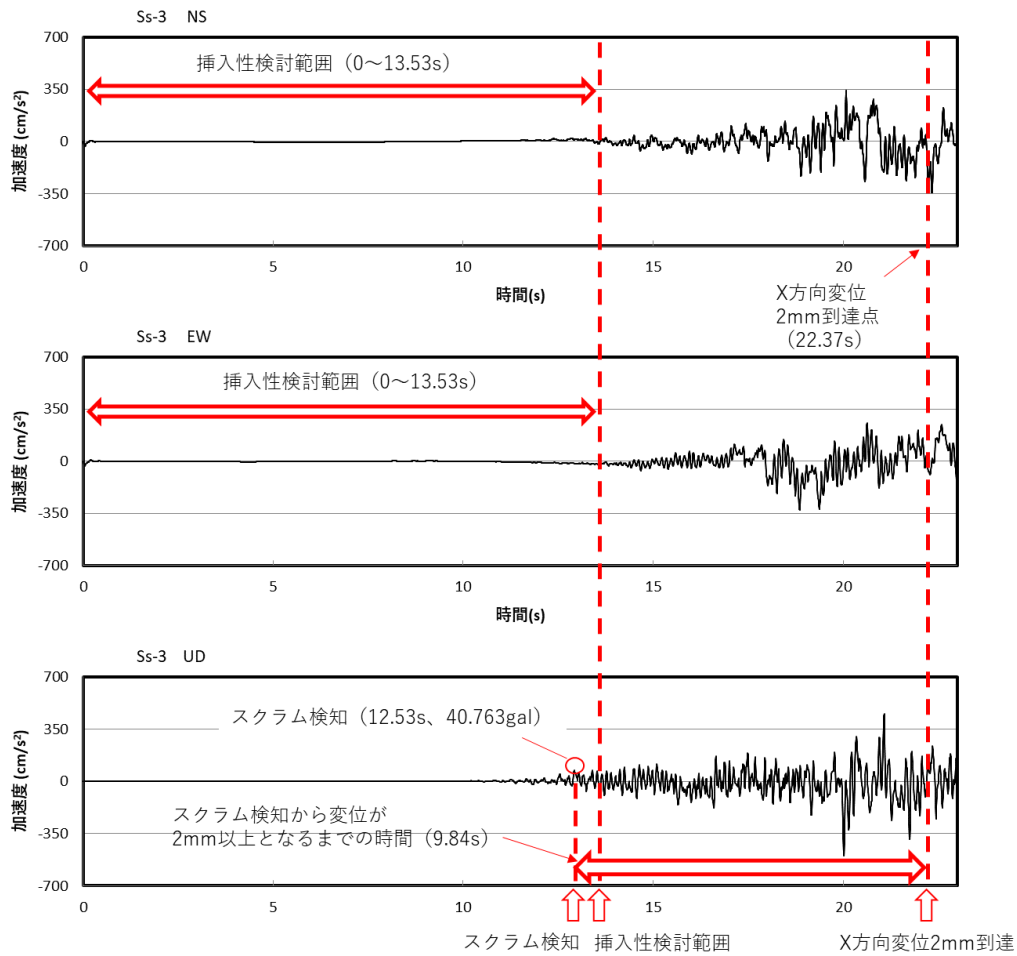 Ss-3 NS
700
350
0
-350
-700
加速度 (cm/s²)
挿入性検討範囲（0～13.53s）
0 5 10 15 20
時間(s)
X方向変位
2mm到達点
（22.37s）
Ss-3 EW
700
350
0
-350
-700
加速度 (cm/s²)
挿入性検討範囲（0～13.53s）
0 5 10 15 20
時間(s)
Ss-3 UD
700
350
0
-350
-700
加速度 (cm/s²)
スクラム検知（12.53s、40.763gal）
スクラム検知から変位が
2mm以上となるまでの時間（9.84s）
0 5 10 15 20
スクラム検知 挿入性検討範囲 X方向変位2mm到達